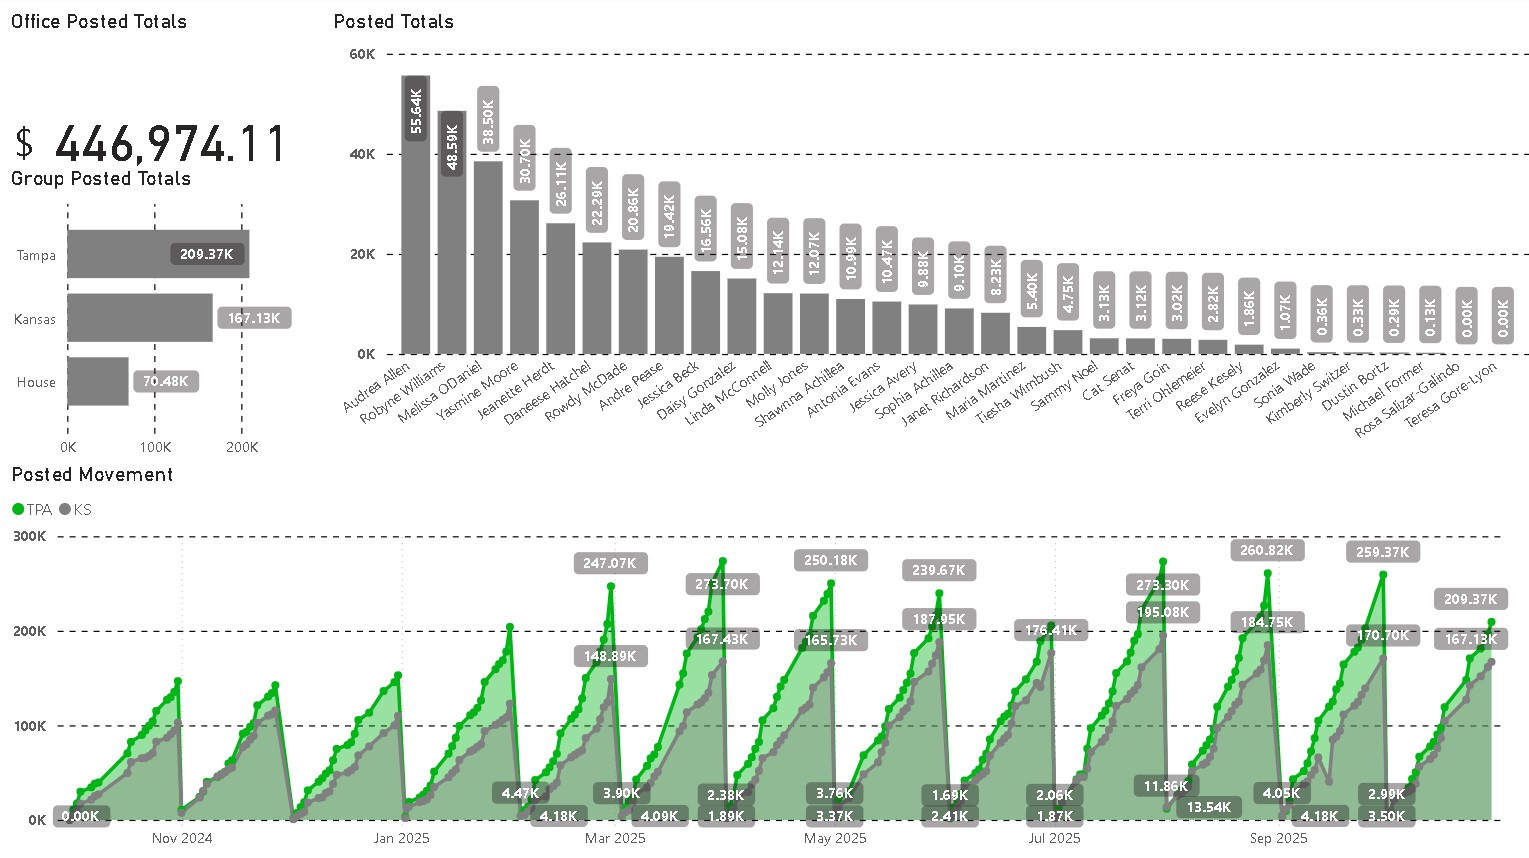 Office Posted Totals
$ 446,974.11
Group Posted Totals
Tampa 209.37K
Kansas 167.13K
House 70.48K
0K 100K 200K
Posted Totals
60K
40K
20K
0K
55.64K
48.59K
38.50K
30.70K
26.11K
22.29K
20.86K
19.42K
16.56K
15.08K
12.14K
12.07K
10.99K
10.47K
9.88K
9.10K
8.23K
5.40K
4.75K
3.13K
3.12K
3.02K
2.82K
1.86K
1.07K
0.36K
0.33K
0.29K
0.13K
0.00K
0.00K
Audrea Allen
Robyne Williams
Melissa ODaniel
Yasmine Moore
Jeanette Herdt
Daneese Hatchel
Rowdy McDade
Andre Pease
Jessica Beck
Daisy Gonzalez
Linda McConnell
Molly Jones
Shawnna Achillea
Antonia Evans
Jessica Avery
Sophia Achillea
Janet Richardson
Maria Martinez
Tiesha Wimbush
Sammy Noel
Cat Senat
Freya Goin
Terri Ohlemeier
Reese Kesely
Evelyn Gonzalez
Sonia Wade
Kimberly Switzer
Dustin Bortz
Michael Former
Rosa Salizar-Galindo
Teresa Gorre-Lyon
Posted Movement
TPA KS
300K
200K
100K
0K
247.07K
273.70K
250.18K
239.67K
176.41K
273.30K
260.82K
259.37K
209.37K
148.89K
167.43K
165.73K
187.95K
195.08K
184.75K
170.70K
167.13K
0.00K
4.47K
4.18K
3.90K
4.09K
2.38K
1.89K
3.76K
3.37K
1.69K
2.41K
2.06K
1.87K
11.86K
13.54K
4.05K
4.18K
2.99K
3.50K
Nov 2024 Jan 2025 Mar 2025 May 2025 Jul 2025 Sep 2025